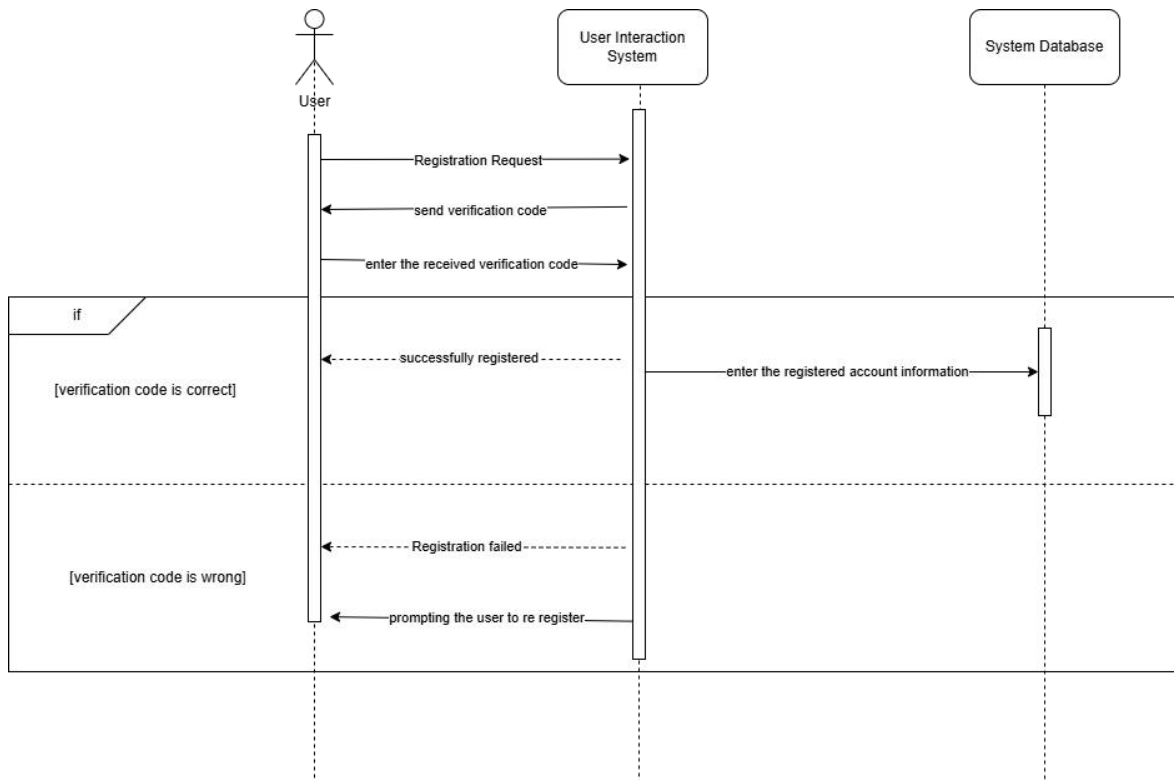 User Interaction
System
System Database
User
Registration Request
send verification code
enter the received verification code
if
successfully registered
enter the registered account information
[verification code is correct]
Registration failed
[verification code is wrong]
prompting the user to re register